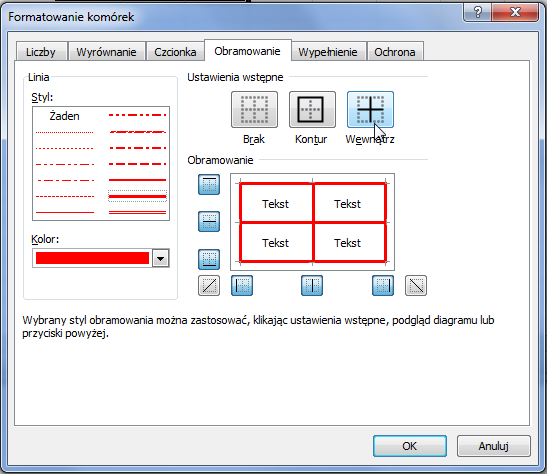 Formatowanie komórek
Liczby Wyrównanie Czcionka Obramowanie Wypełnienie Ochrona
Linia
Styl:
Żaden
Kolor:
Ustawienia wstępne
Brak Kontur Wewnątrz
Obramowanie
Tekst Tekst
Tekst Tekst
Wybrany styl obramowania można zastosować, klikając ustawienia wstępne, podgląd diagramu lub
przyciski powyżej.
OK Anuluj